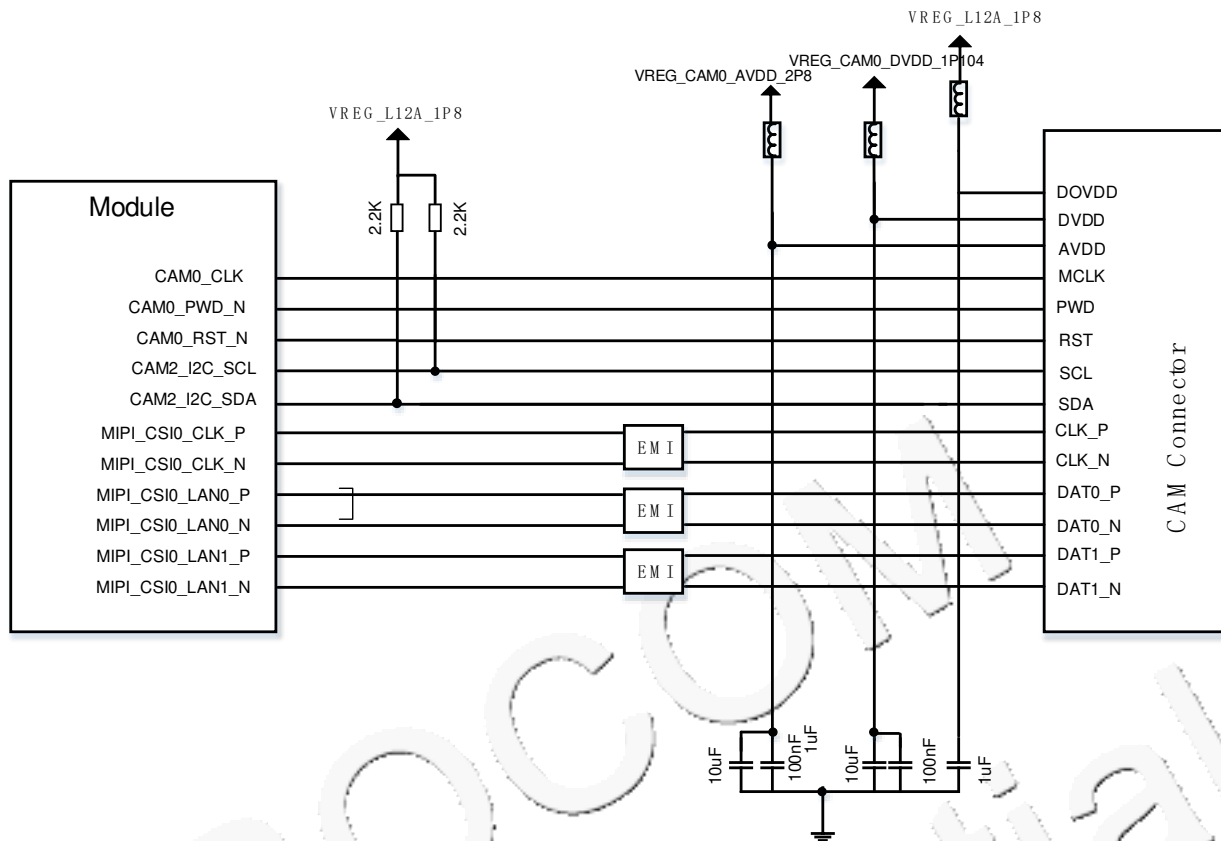 VREG_L12A_1P8
VREG_CAM0_DVDD_1P104
VREG_CAM0_AVDD_2P8
VREG_L12A_1P8
Module
2.2K
2.2K
CAM0_CLK
CAM0_PWD_N
CAM0_RST_N
CAM2_I2C_SCL
CAM2_I2C_SDA
MIPI_CSI0_CLK_P
MIPI_CSI0_CLK_N
MIPI_CSI0_LAN0_P
MIPI_CSI0_LAN0_N
MIPI_CSI0_LAN1_P
MIPI_CSI0_LAN1_N
EMI
EMI
EMI
DOVDD
DVDD
AVDD
MCLK
PWD
RST
SCL
SDA
CLK_P
CLK_N
DAT0_P
DAT0_N
DAT1_P
DAT1_N
CAM Connector
10uF
100nF
1uF
10uF
100nF
1uF